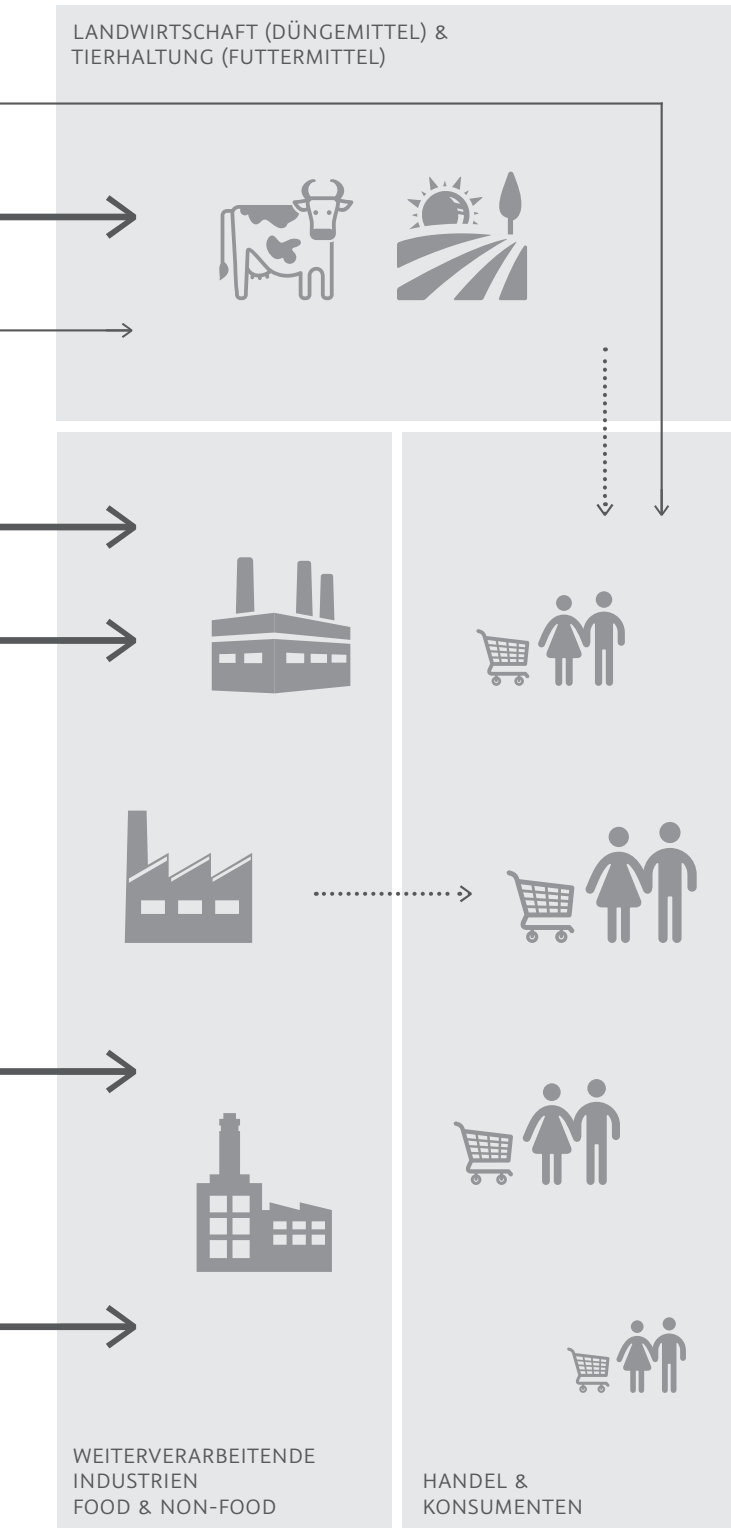 LANDWIRTSCHAFT (DÜNGEMITTEL) &
TIERHALTUNG (FUTTERMITTEL)
WEITERVERARBEITENDE
INDUSTRIEN
FOOD & NON-FOOD
HANDEL &
KONSUMENTEN